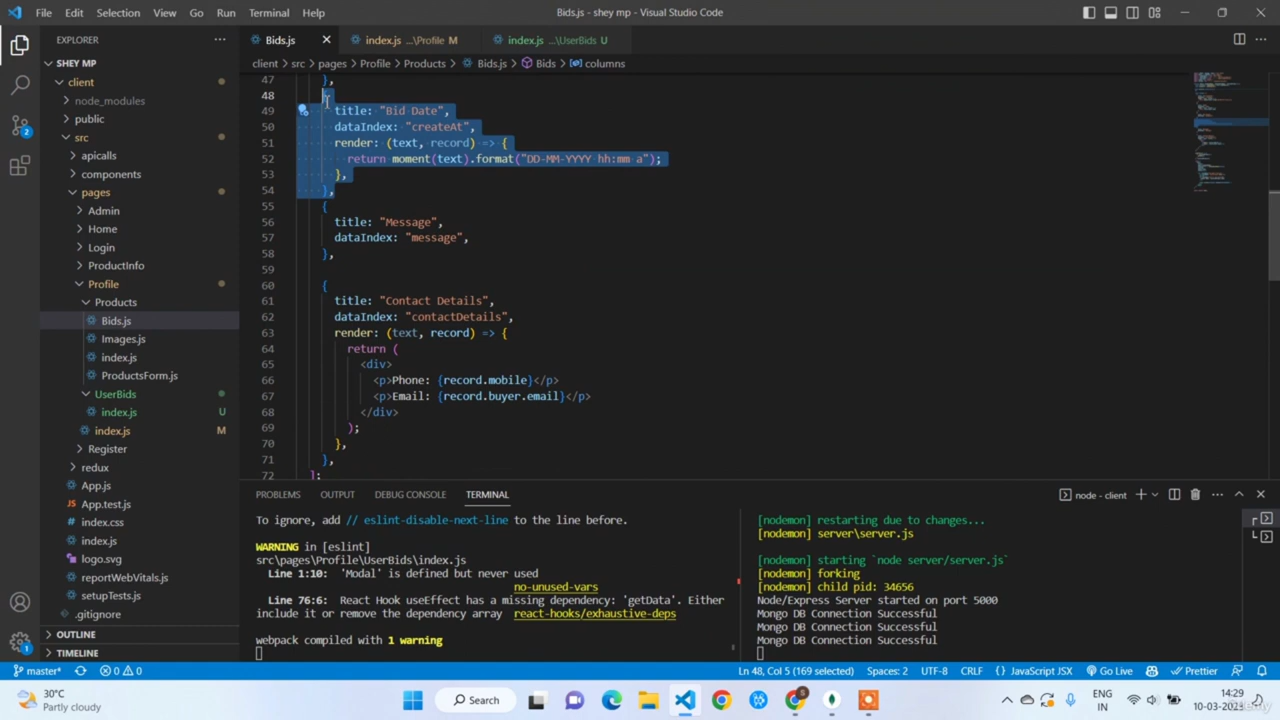 File Edit Selection View Go Run Terminal Help
Bids.js - shey mp - Visual Studio Code
EXPLORER
SHEY MP
client
node_modules
public
src
apicalls
components
pages
Admin
Home
Login
ProductInfo
Profile
Products
Bids.js
Images.js
index.js
ProductsForm.js
UserBids
index.js U
index.js M
Register
redux
App.js
App.test.js
index.css
index.js
logo.svg
reportWebVitals.js
setupTests.js
.gitignore
OUTLINE
TIMELINE
Bids.js index.js ...\Profile M index.js ...\UserBids U
client > src > pages > Profile > Products > Bids.js > Bids > columns
47 },
48
49 title: "Bid Date",
50 dataIndex: "createAt",
51 render: (text, record) => {
52 return moment(text).format("DD-MM-YYYY hh:mm a");
53 },
54 },
55 {
56 title: "Message",
57 dataIndex: "message",
58 },
59
60 {
61 title: "Contact Details",
62 dataIndex: "contactDetails",
63 render: (text, record) => {
64 return (
65 <div>
66 <p>Phone: {record.mobile}</p>
67 <p>Email: {record.buyer.email}</p>
68 </div>
69 );
70 },
71 },
72 ];
PROBLEMS OUTPUT DEBUG CONSOLE TERMINAL
node - client
To ignore, add // eslint-disable-next-line to the line before.
WARNING in [eslint]
src\pages\Profile\UserBids\index.js
Line 1:10: 'Modal' is defined but never used
no-unused-vars
Line 76:6: React Hook useEffect has a missing dependency: 'getData'. Either
include it or remove the dependency array react-hooks/exhaustive-deps
webpack compiled with 1 warning
[nodemon] restarting due to changes...
[nodemon] server\server.js
[nodemon] starting `node server/server.js`
[nodemon] forking
[nodemon] child pid: 34656
Node/Express Server started on port 5000
Mongo DB Connection Successful
Mongo DB Connection Successful
Mongo DB Connection Successful
master* 0 0 Ln 48, Col 5 (169 selected) Spaces: 2 UTF-8 CRLF {} JavaScript JSX Go Live Prettier
30°C
Partly cloudy
Search
ENG
IN
14:29
10-03-2023